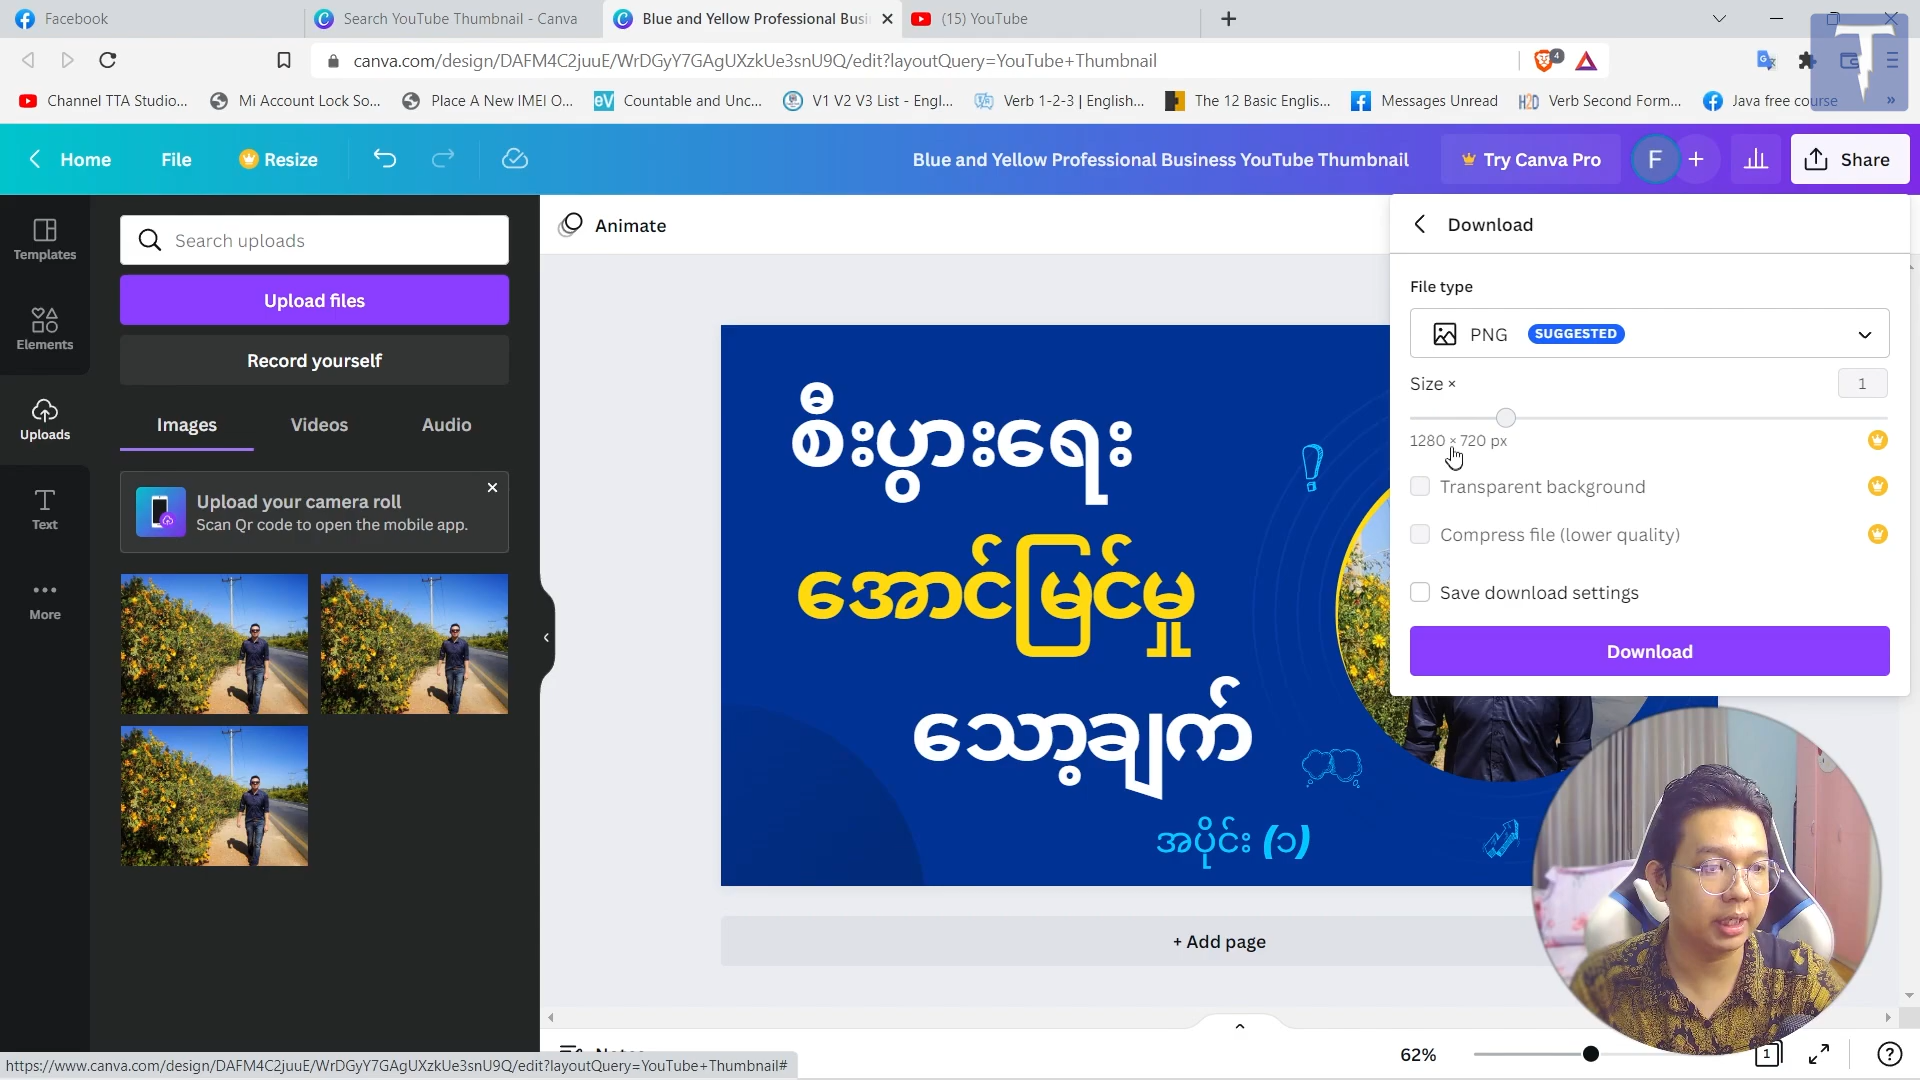 Facebook
Search YouTube Thumbnail - Canva
Blue and Yellow Professional Busi
(15) YouTube
canva.com/design/DAFM4C2juuE/WrDGyY7GAgUXzkUe3snU9Q/edit?layoutQuery=YouTube+Thumbnail
4
Channel TTA Studio...
Mi Account Lock So...
Place A New IMEI O...
Countable and Unc...
V1 V2 V3 List - Engl...
Verb 1-2-3 | English...
The 12 Basic Englis...
Messages Unread
Verb Second Form...
Java free course
Home
File
Resize
Blue and Yellow Professional Business YouTube Thumbnail
Try Canva Pro
F
Share
Templates
Elements
Uploads
Text
More
Search uploads
Upload files
Record yourself
Images
Videos
Audio
Upload your camera roll
Scan Qr code to open the mobile app.
Animate
စီးပွားရေး
အောင်မြင်မှု
သော့ချက်
အပိုင်း (၁)
+ Add page
Download
File type
PNG
SUGGESTED
Size ×
1
1280 × 720 px
Transparent background
Compress file (lower quality)
Save download settings
Download
62%
1
https://www.canva.com/design/DAFM4C2juuE/WrDGyY7GAgUXzkUe3snU9Q/edit?layoutQuery=YouTube+Thumbnail#